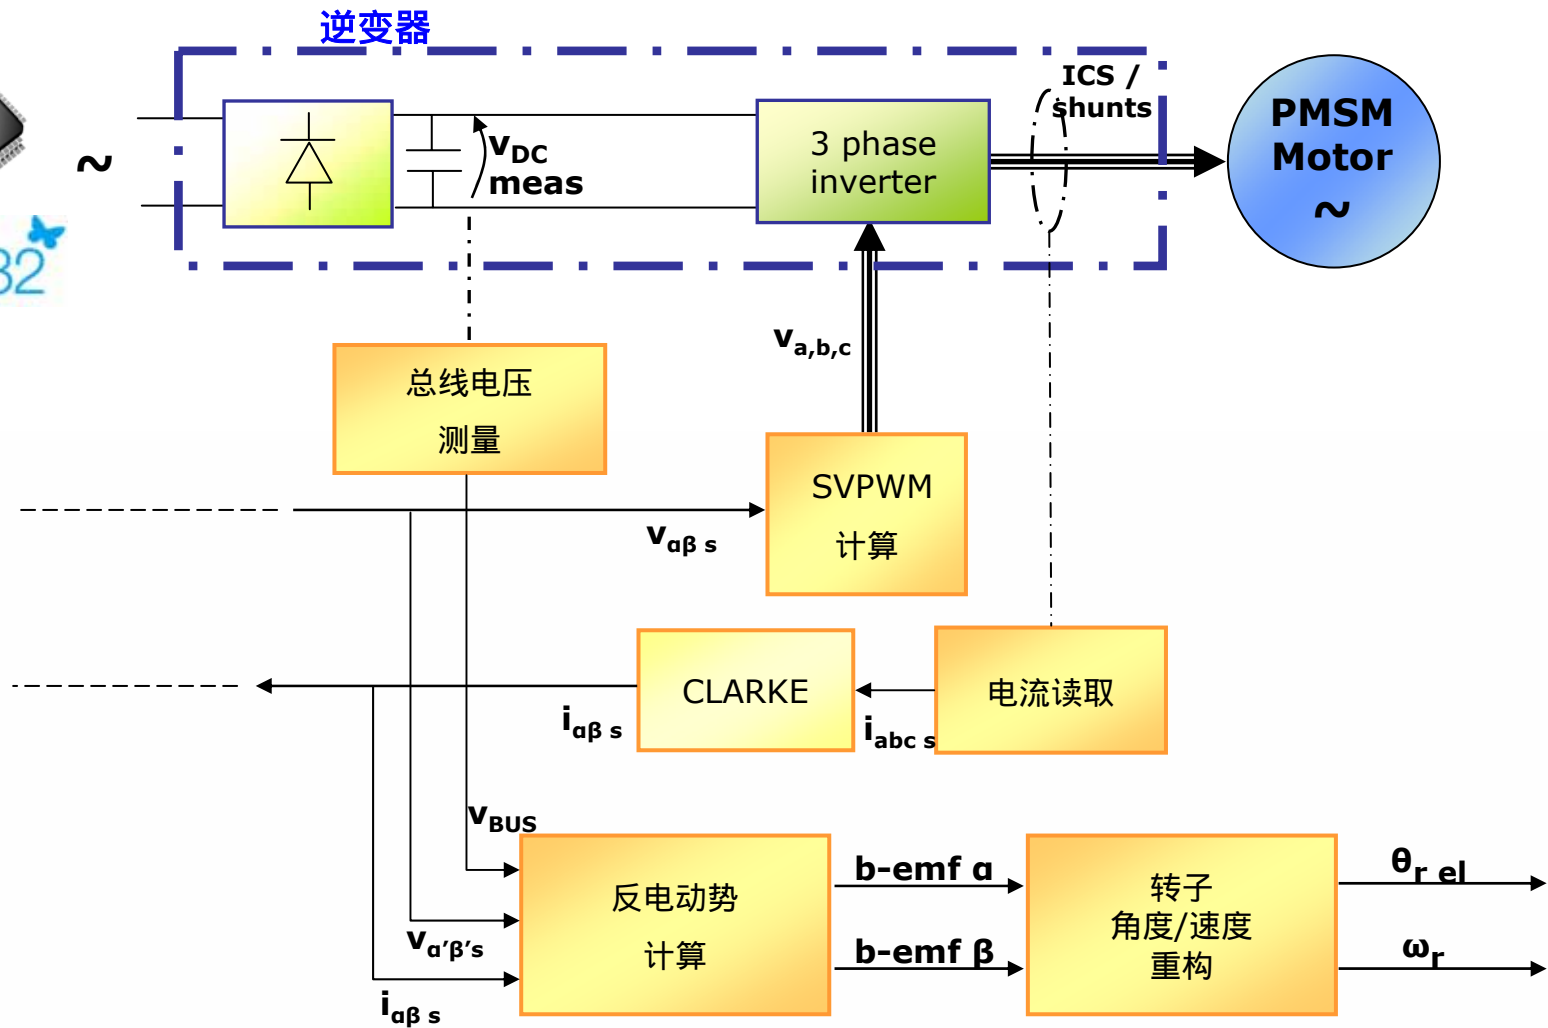 逆变器
ICS /
shunts
PMSM
Motor
~
~
vDC
meas
3 phase
inverter
32
va,b,c
总线电压
测量
SVPWM
计算
vαβ s
CLARKE
电流读取
iαβ s
iabc s
vBUS
反电动势
计算
b-emf α
b-emf β
转子
角度/速度
重构
θr el
ωr
vα'β's
iαβ s